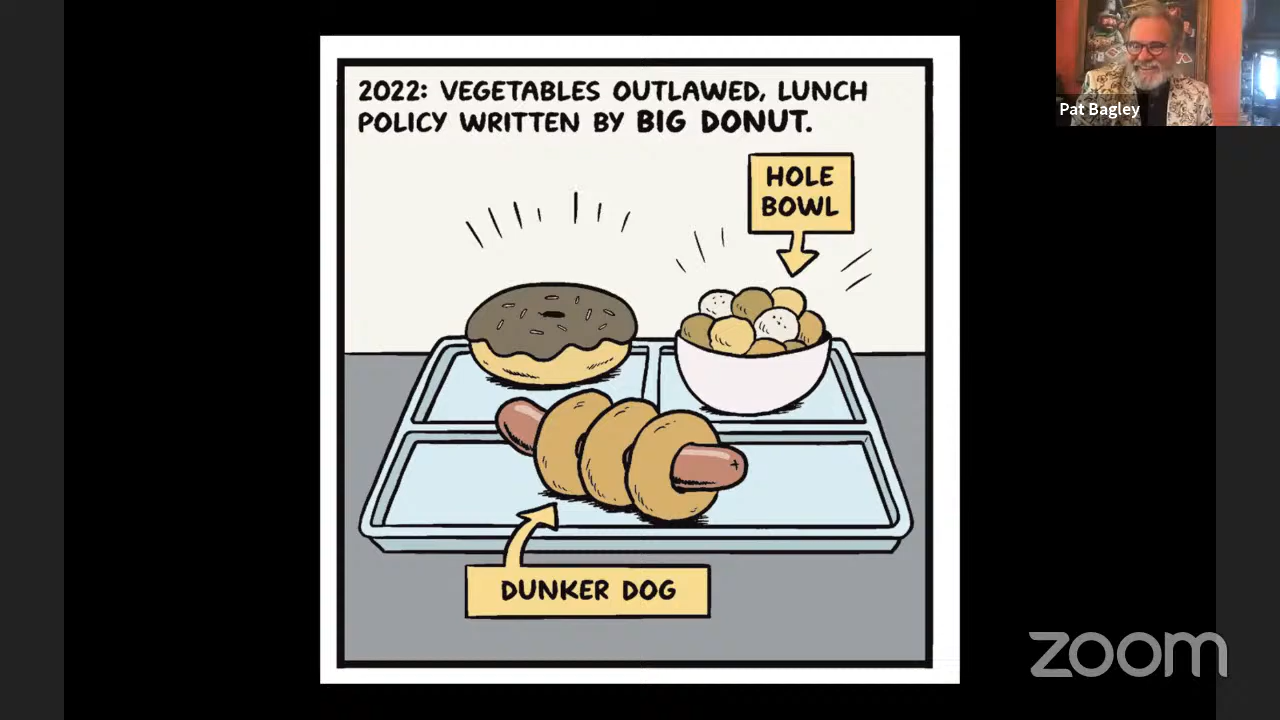 2022: VEGETABLES OUTLAWED, LUNCH
POLICY WRITTEN BY BIG DONUT.
HOLE
BOWL
DUNKER DOG
Pat Bagley
zoom